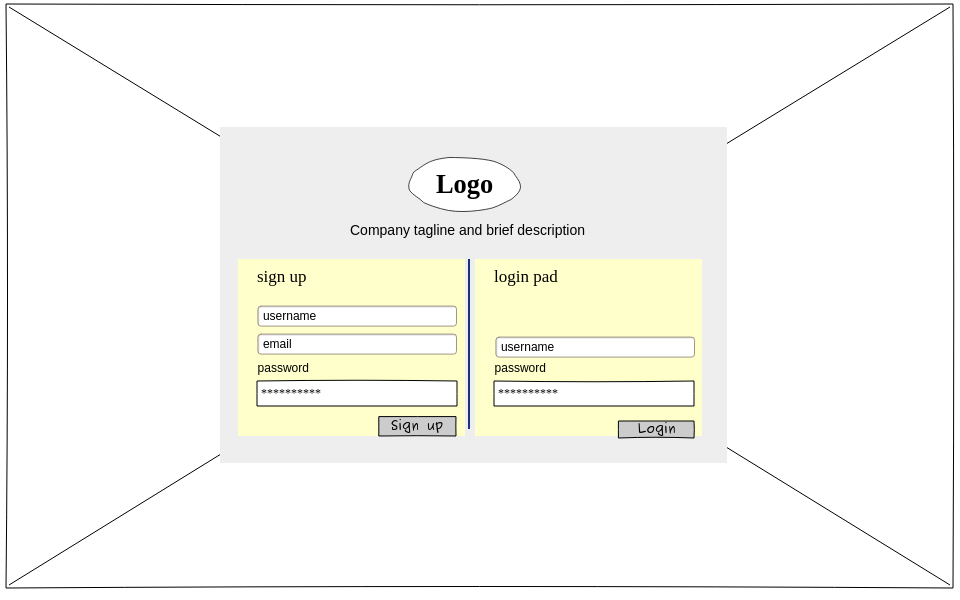 Logo
Company tagline and brief description
sign up
username
email
password
**********
Sign up
login pad
username
password
**********
Login